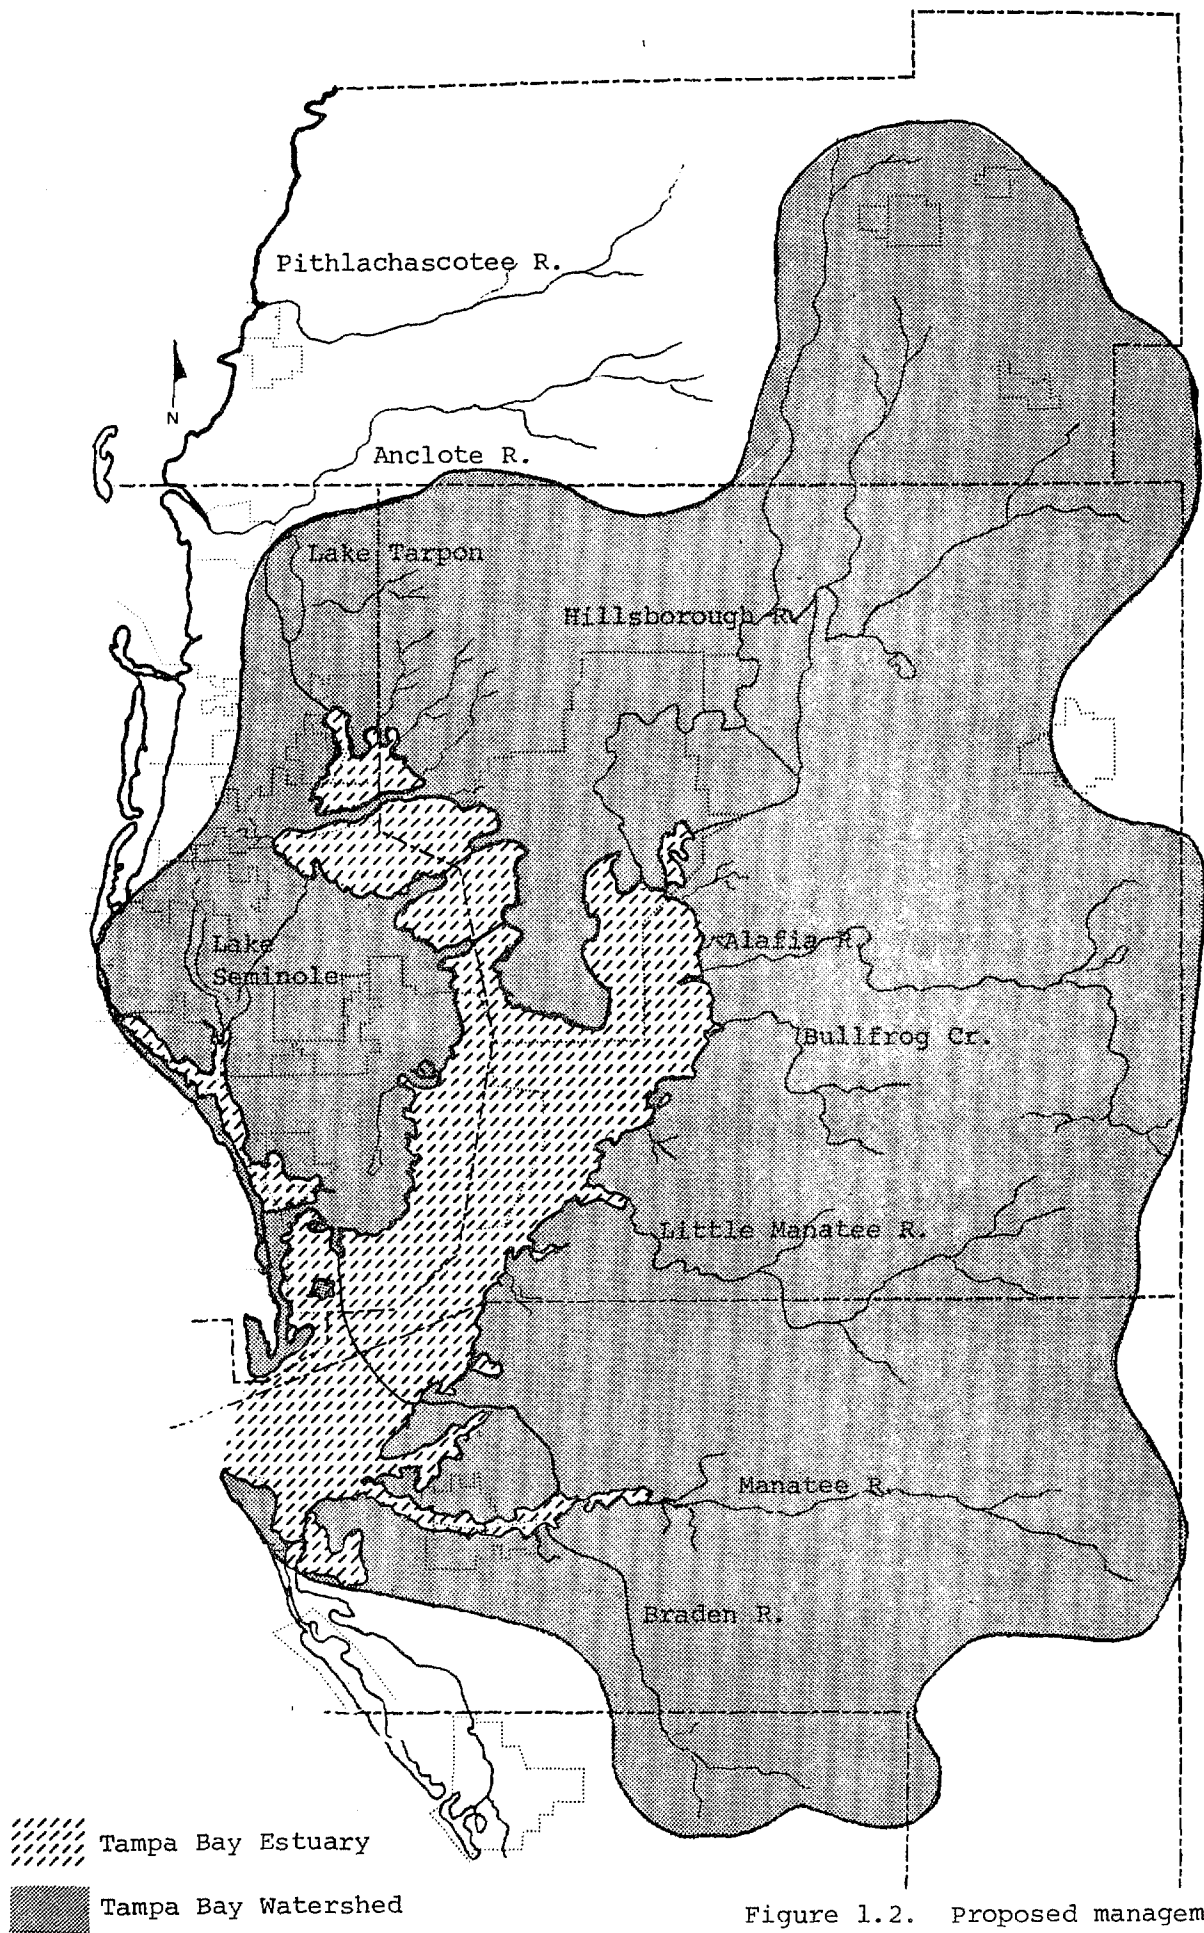 Pithlachascotee R.
N
Anclote R.
Lake Tarpon
Hillsborough R.
Lake
Seminole
Alafia R.
Bullfrog Cr.
Little Manatee R.
Manatee R.
Braden R.
Tampa Bay Estuary
Tampa Bay Watershed
Figure 1.2. Proposed managem